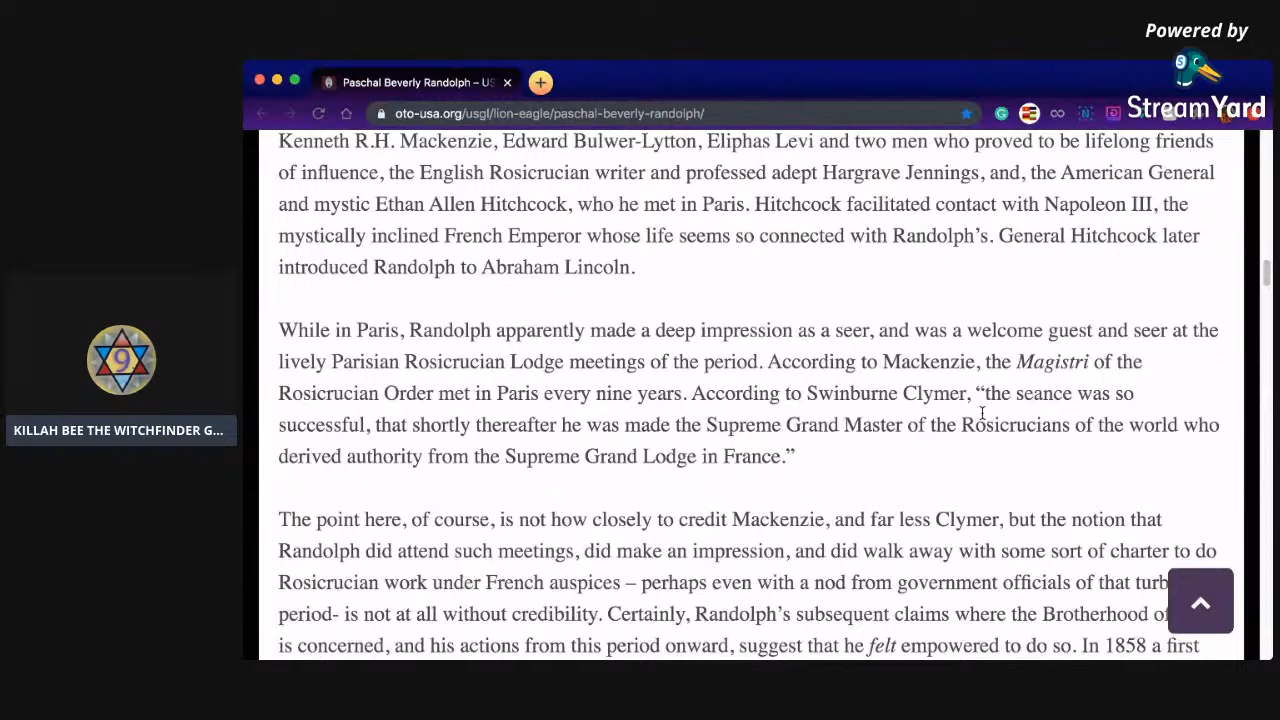 Powered by
StreamYard
Paschal Beverly Randolph – US
oto-usa.org/usgl/lion-eagle/paschal-beverly-randolph/
Kenneth R.H. Mackenzie, Edward Bulwer-Lytton, Eliphas Levi and two men who proved to be lifelong friends
of influence, the English Rosicrucian writer and professed adept Hargrave Jennings, and, the American General
and mystic Ethan Allen Hitchcock, who he met in Paris. Hitchcock facilitated contact with Napoleon III, the
mystically inclined French Emperor whose life seems so connected with Randolph’s. General Hitchcock later
introduced Randolph to Abraham Lincoln.
While in Paris, Randolph apparently made a deep impression as a seer, and was a welcome guest and seer at the
lively Parisian Rosicrucian Lodge meetings of the period. According to Mackenzie, the Magistri of the
Rosicrucian Order met in Paris every nine years. According to Swinburne Clymer, “the seance was so
successful, that shortly thereafter he was made the Supreme Grand Master of the Rosicrucians of the world who
derived authority from the Supreme Grand Lodge in France.”
The point here, of course, is not how closely to credit Mackenzie, and far less Clymer, but the notion that
Randolph did attend such meetings, did make an impression, and did walk away with some sort of charter to do
Rosicrucian work under French auspices – perhaps even with a nod from government officials of that turb
period- is not at all without credibility. Certainly, Randolph’s subsequent claims where the Brotherhood of
is concerned, and his actions from this period onward, suggest that he felt empowered to do so. In 1858 a first
9
KILLAH BEE THE WITCHFINDER G...